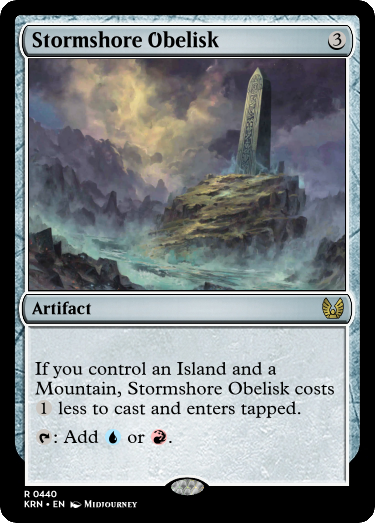 Stormshore Obelisk 3
Artifact
If you control an Island and a
Mountain, Stormshore Obelisk costs
1 less to cast and enters tapped.
: Add or .
R 0440
KRN • EN Midjourney